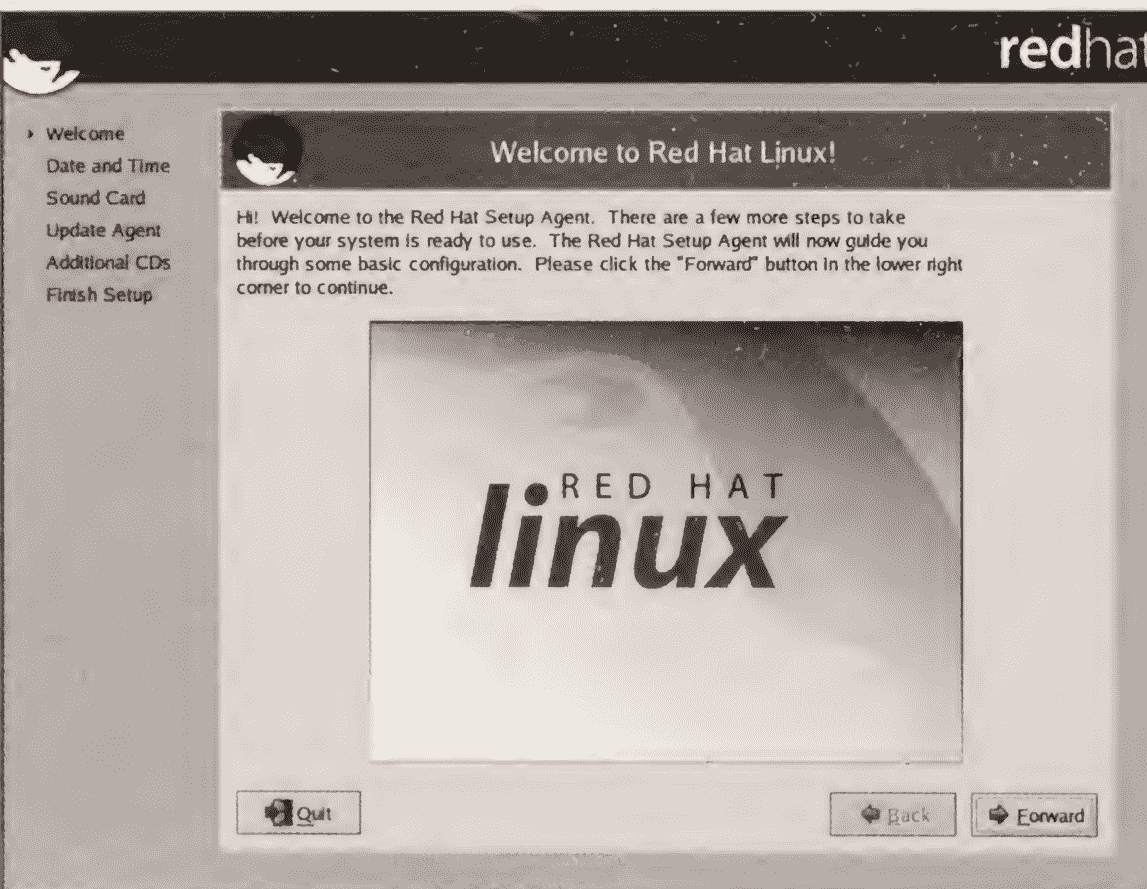 redhat
Welcome
Date and Time
Sound Card
Update Agent
Additional CDs
Finish Setup
Welcome to Red Hat Linux!
Hi! Welcome to the Red Hat Setup Agent. There are a few more steps to take
before your system is ready to use. The Red Hat Setup Agent will now guide you
through some basic configuration. Please click the "Forward" button in the lower right
corner to continue.
RED HAT
linux
Quit
Back
Forward